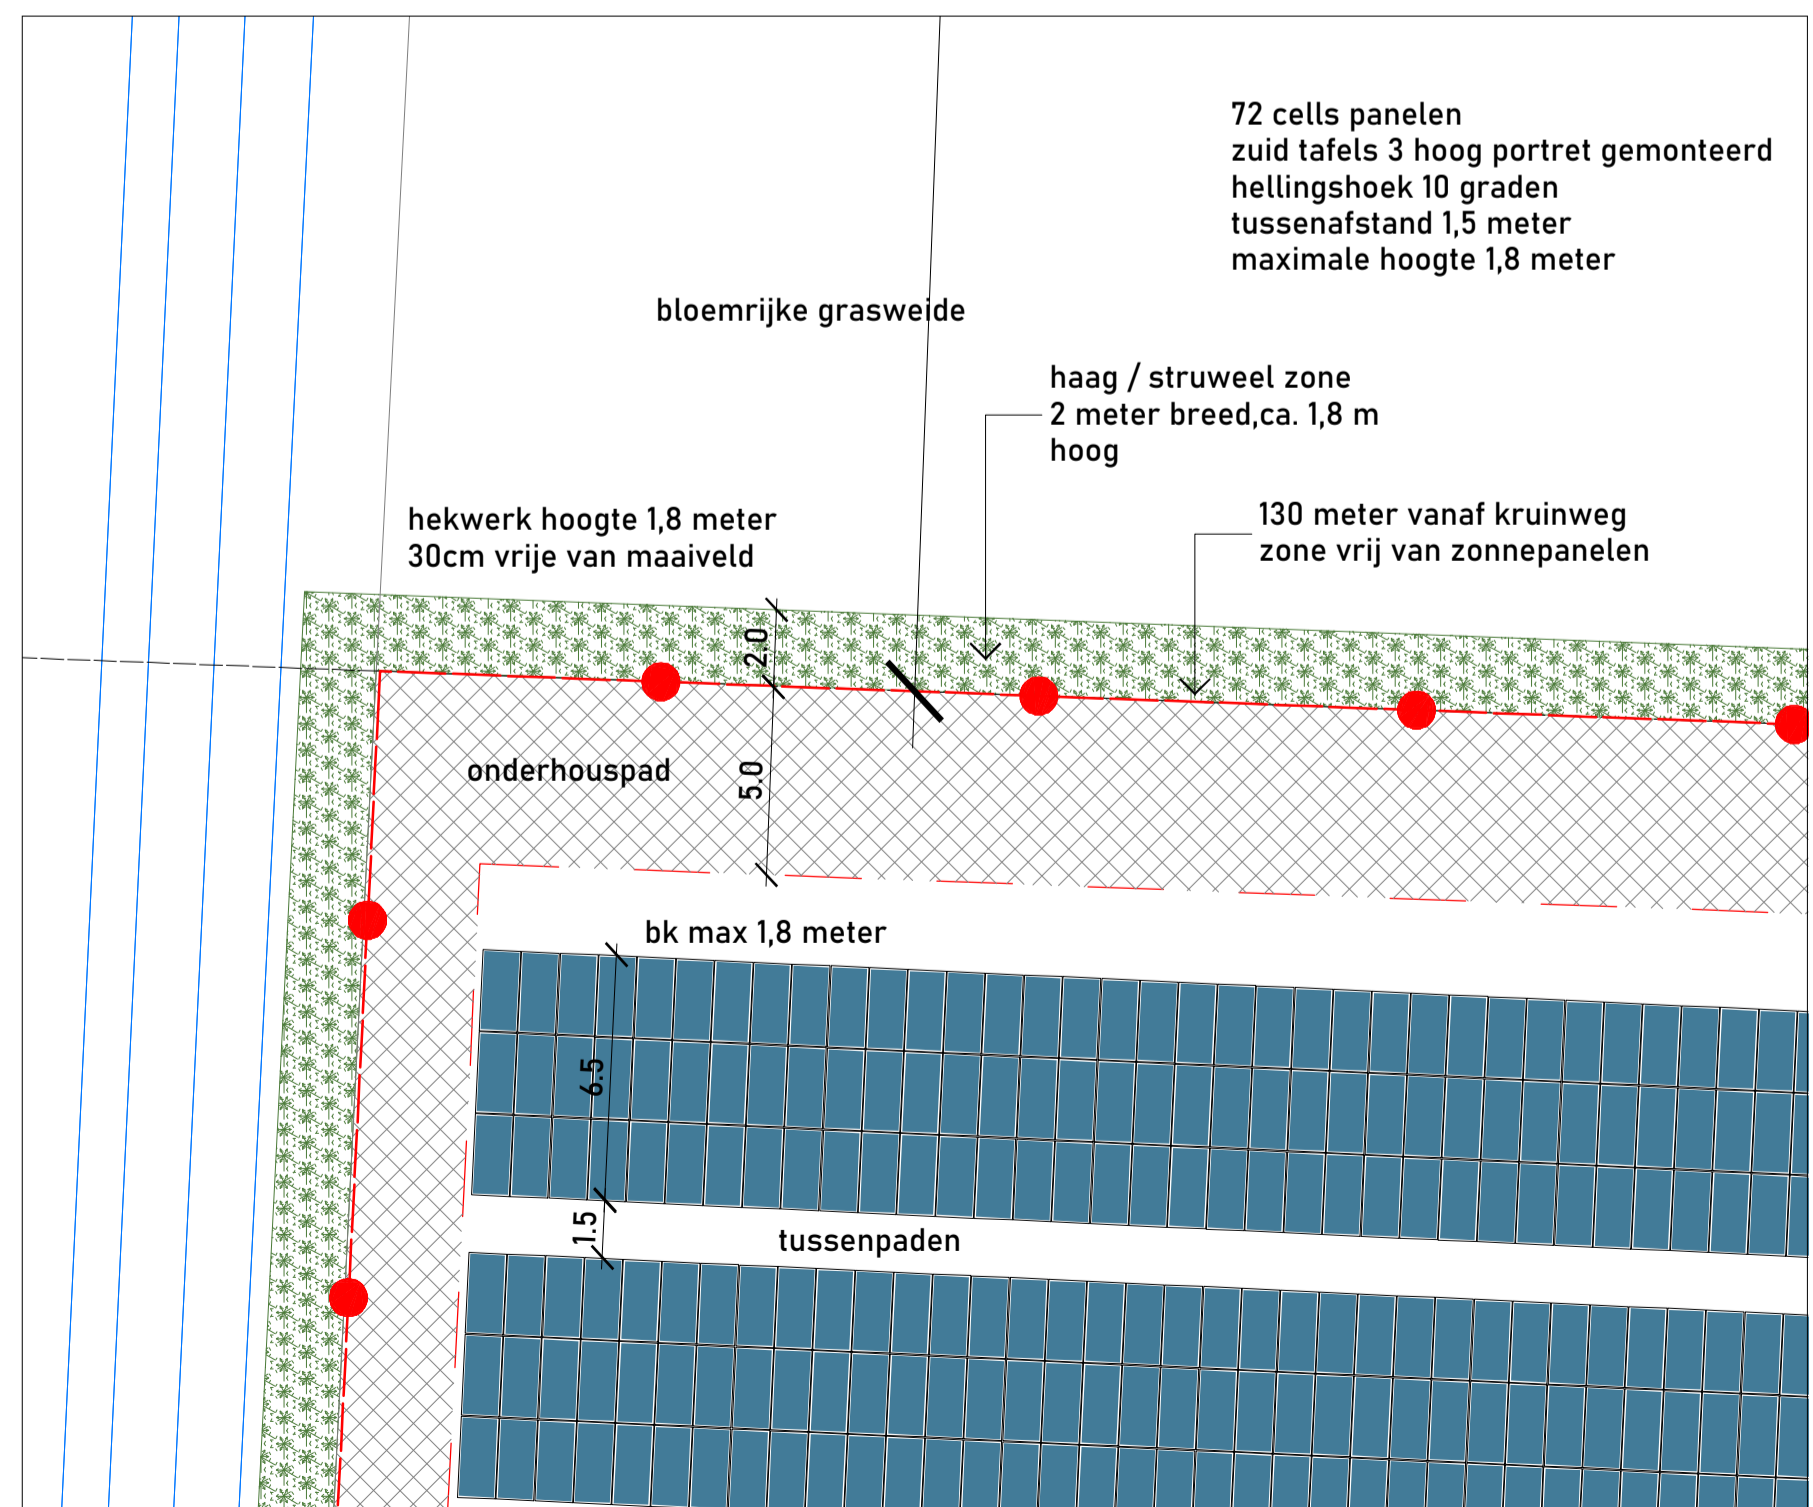 72 cells panelen
zuid tafels 3 hoog portret gemonteerd
hellingshoek 10 graden
tussenafstand 1,5 meter
maximale hoogte 1,8 meter
bloemrijke grasweide
haag / struweel zone
2 meter breed,ca. 1,8 m
hoog
130 meter vanaf kruinweg
zone vrij van zonnepanelen
hekwerk hoogte 1,8 meter
30cm vrije van maaiveld
2.0
onderhouspad
5.0
bk max 1,8 meter
6.5
1.5
tussenpaden